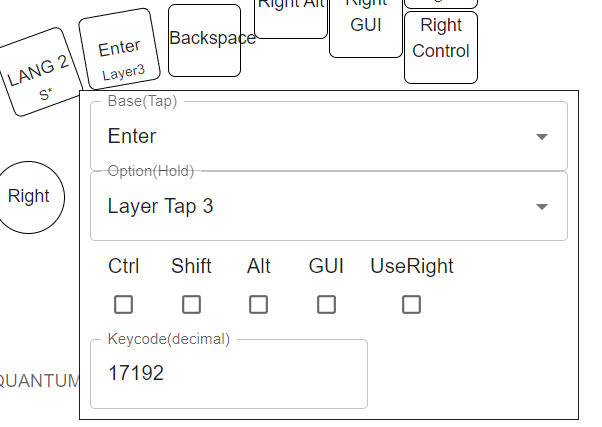 Right Alt
Right
GUI
Right
Control
Backspace
Enter
Layer3
LANG 2
S*
Right
Base(Tap)
Enter
Option(Hold)
Layer Tap 3
Ctrl Shift Alt GUI UseRight
Keycode(decimal)
17192
QUANTUM